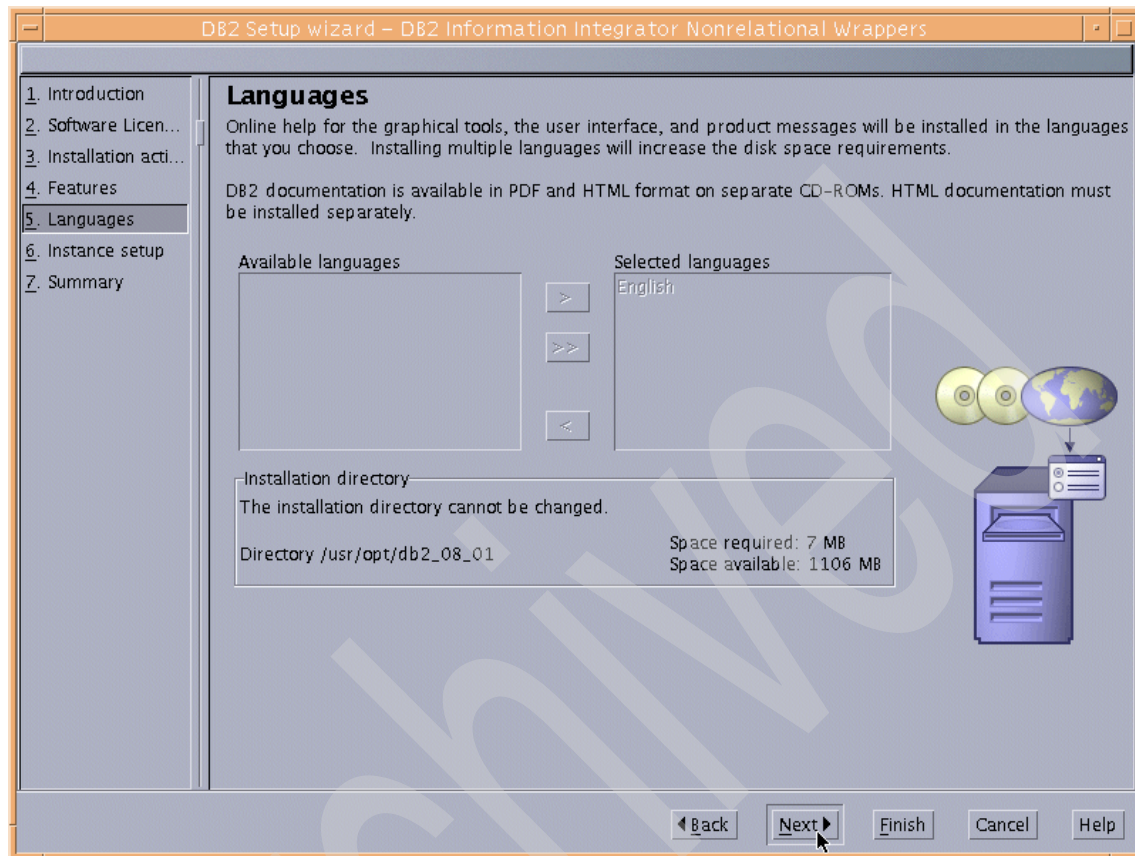 DB2 Setup wizard – DB2 Information Integrator Nonrelational Wrappers
1. Introduction
2. Software Licen...
3. Installation acti...
4. Features
5. Languages
6. Instance setup
7. Summary
Languages
Online help for the graphical tools, the user interface, and product messages will be installed in the languages
that you choose. Installing multiple languages will increase the disk space requirements.
DB2 documentation is available in PDF and HTML format on separate CD-ROMs. HTML documentation must
be installed separately.
Available languages
Selected languages
English
>
>>
<
Installation directory
The installation directory cannot be changed.
Directory /usr/opt/db2_08_01
Space required: 7 MB
Space available: 1106 MB
Back
Next
Finish
Cancel
Help